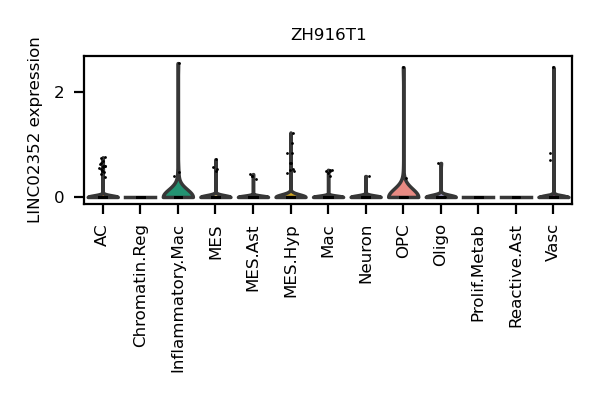 ZH916T1
LINC02352 expression
2
0
AC
Chromatin.Reg
Inflammatory.Mac
MES
MES.Ast
MES.Hyp
Mac
Neuron
OPC
Oligo
Prolif.Metab
Reactive.Ast
Vasc